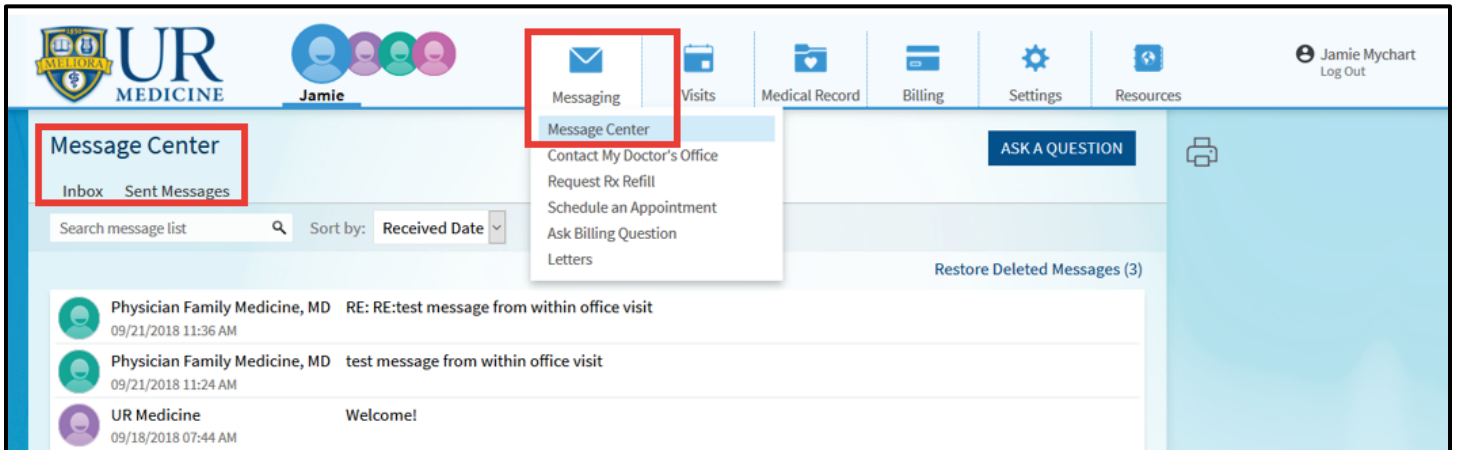 1850
MELIORA
UR
MEDICINE
Jamie
Messaging
Visits
Medical Record
Billing
Settings
Resources
Jamie Mychart
Log Out
Message Center
Inbox Sent Messages
Message Center
Contact My Doctor's Office
Request Rx Refill
Schedule an Appointment
Ask Billing Question
Letters
ASK A QUESTION
Search message list Sort by: Received Date
Restore Deleted Messages (3)
Physician Family Medicine, MD RE: RE:test message from within office visit
09/21/2018 11:36 AM
Physician Family Medicine, MD test message from within office visit
09/21/2018 11:24 AM
UR Medicine Welcome!
09/18/2018 07:44 AM